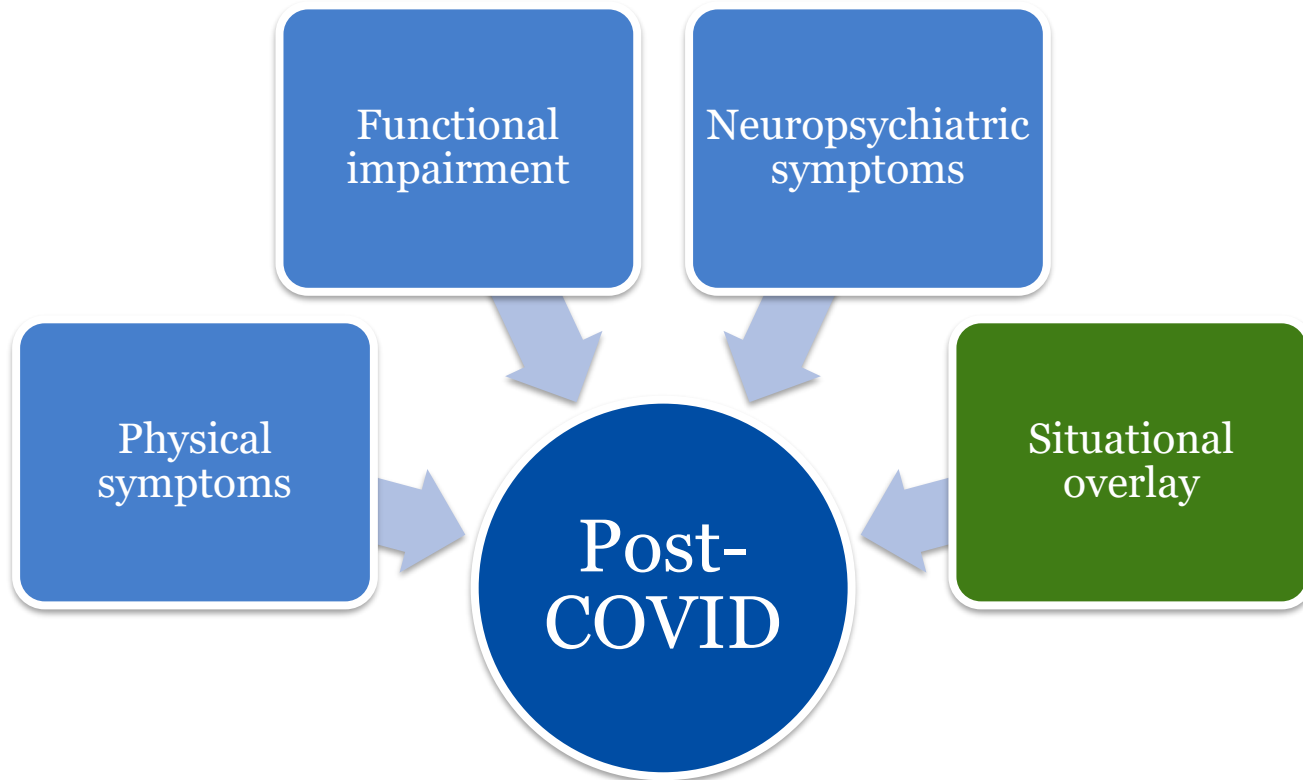 Functional
impairment
Neuropsychiatric
symptoms
Physical
symptoms
Situational
overlay
Post-
COVID